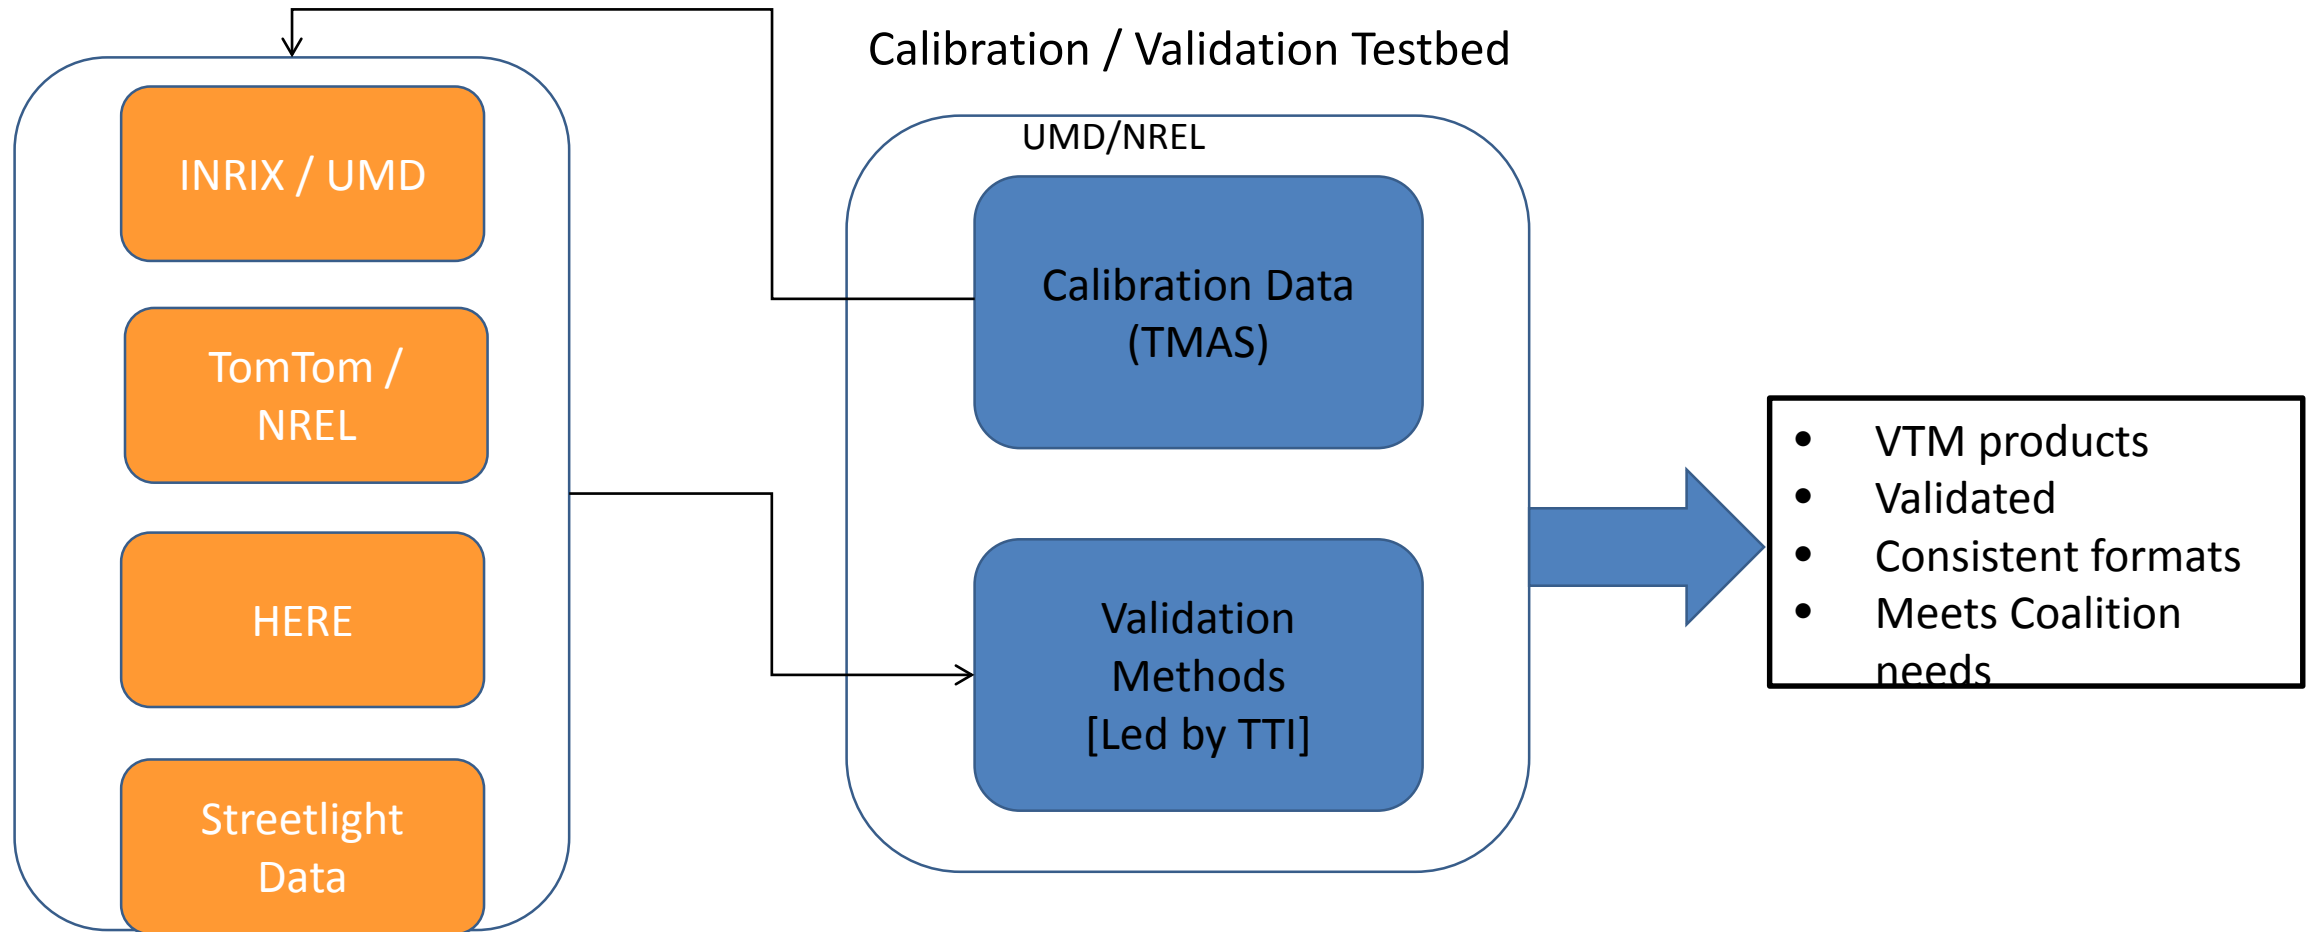 Calibration / Validation Testbed
INRIX / UMD
TomTom /
NREL
HERE
Streetlight
Data
UMD/NREL
Calibration Data
(TMAS)
Validation
Methods
[Led by TTI]
• VTM products
• Validated
• Consistent formats
• Meets Coalition
needs